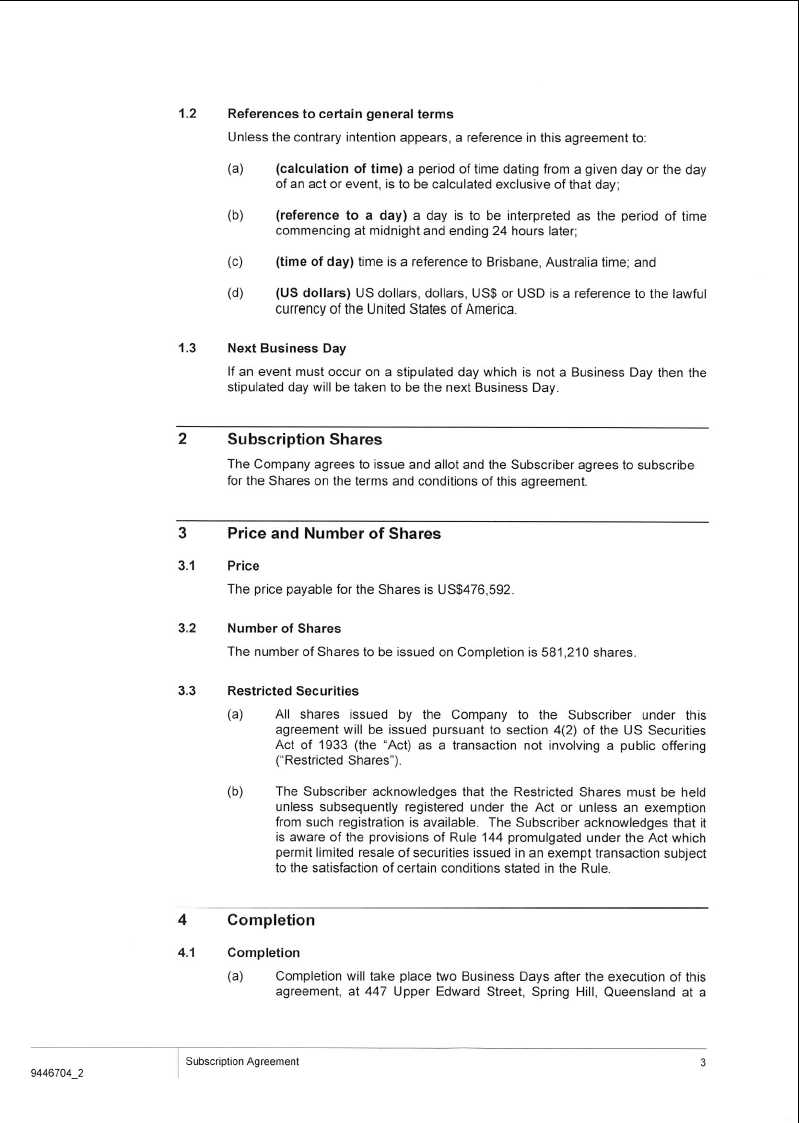 1.2 References to certain general terms
Unless the contrary intention appears, a reference in this agreement to:
(a) (calculation of time) a period of time dating from a given day or the day
of an act or event, is to be calculated exclusive of that day;
(b) (reference to a day) a day is to be interpreted as the period of time
commencing at midnight and ending 24 hours later;
(c) (time of day) time is a reference to Brisbane, Australia time; and
(d) (US dollars) US dollars, dollars, US$ or USD is a reference to the lawful
currency of the United States of America.
1.3 Next Business Day
If an event must occur on a stipulated day which is not a Business Day then the
stipulated day will be taken to be the next Business Day.
2 Subscription Shares
The Company agrees to issue and allot and the Subscriber agrees to subscribe
for the Shares on the terms and conditions of this agreement.
3 Price and Number of Shares
3.1 Price
The price payable for the Shares is US$476,592.
3.2 Number of Shares
The number of Shares to be issued on Completion is 581,210 shares.
3.3 Restricted Securities
(a) All shares issued by the Company to the Subscriber under this
agreement will be issued pursuant to section 4(2) of the US Securities
Act of 1933 (the “Act) as a transaction not involving a public offering
(“Restricted Shares”).
(b) The Subscriber acknowledges that the Restricted Shares must be held
unless subsequently registered under the Act or unless an exemption
from such registration is available. The Subscriber acknowledges that it
is aware of the provisions of Rule 144 promulgated under the Act which
permit limited resale of securities issued in an exempt transaction subject
to the satisfaction of certain conditions stated in the Rule.
4 Completion
4.1 Completion
(a) Completion will take place two Business Days after the execution of this
agreement, at 447 Upper Edward Street, Spring Hill, Queensland at a
Subscription Agreement 3
9446704_2